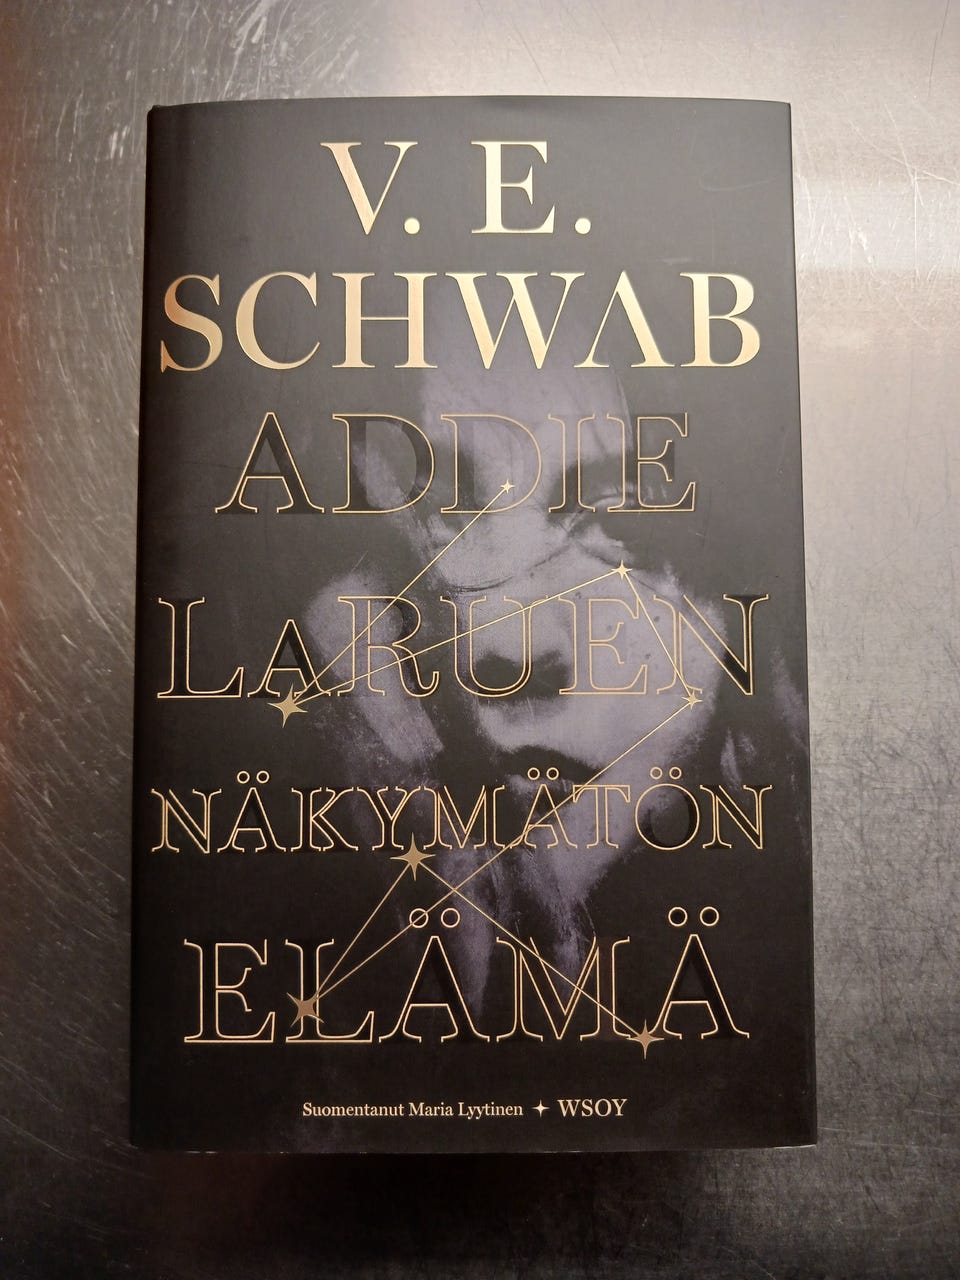 V. E.
SCHWAB
ADDIE
LARUEN
NÄKYMÄTÖN
ELÄMÄ
Suomentanut Maria Lyytinen ✦ WSOY